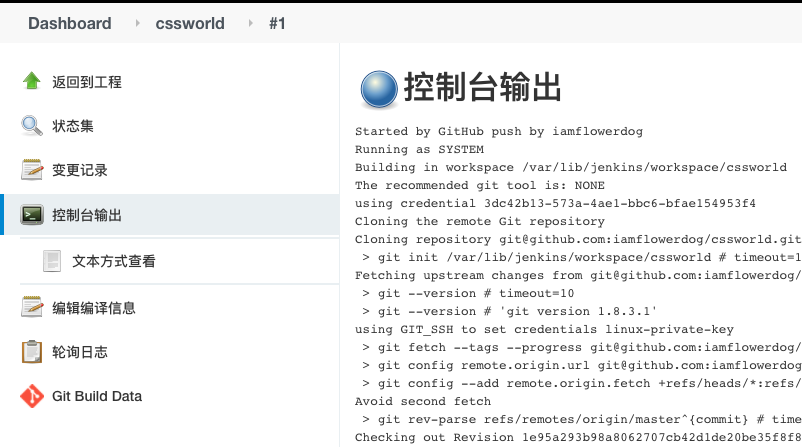 Dashboard cssworld #1
返回到工程
状态集
变更记录
控制台输出
文本方式查看
编辑编译信息
轮询日志
Git Build Data
控制台输出
Started by GitHub push by iamflowerdog
Running as SYSTEM
Building in workspace /var/lib/jenkins/workspace/cssworld
The recommended git tool is: NONE
using credential 3dc42b13-573a-4ae1-bbc6-bfae154953f4
Cloning the remote Git repository
Cloning repository git@github.com:iamflowerdog/cssworld.git
> git init /var/lib/jenkins/workspace/cssworld # timeout=1
Fetching upstream changes from git@github.com:iamflowerdog/
> git --version # timeout=10
> git --version # 'git version 1.8.3.1'
using GIT_SSH to set credentials linux-private-key
> git fetch --tags --progress git@github.com:iamflowerdog/
> git config remote.origin.url git@github.com:iamflowerdog
> git config --add remote.origin.fetch +refs/heads/*:refs/
Avoid second fetch
> git rev-parse refs/remotes/origin/master^{commit} # time
Checking out Revision 1e95a293b98a8062707cb42d1de20be35f8f8